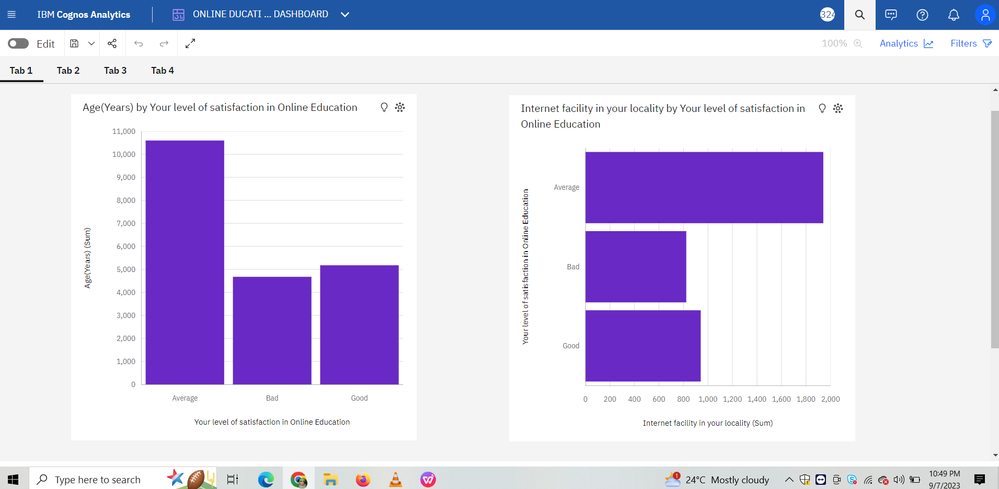 IBM Cognos Analytics
ONLINE DUCATI ... DASHBOARD
324
Edit
100%
Analytics
Filters
Tab 1
Tab 2
Tab 3
Tab 4
Age(Years) by Your level of satisfaction in Online Education
11,000
10,000
9,000
8,000
7,000
6,000
5,000
4,000
3,000
2,000
1,000
0
Age(Years) (Sum)
Average
Bad
Good
Your level of satisfaction in Online Education
Internet facility in your locality by Your level of satisfaction in
Online Education
Your level of satisfaction in Online Education
Average
Bad
Good
0
200
400
600
800
1,000
1,200
1,400
1,600
1,800
2,000
Internet facility in your locality (Sum)
Type here to search
1
24°C Mostly cloudy
10:49 PM
9/7/2023